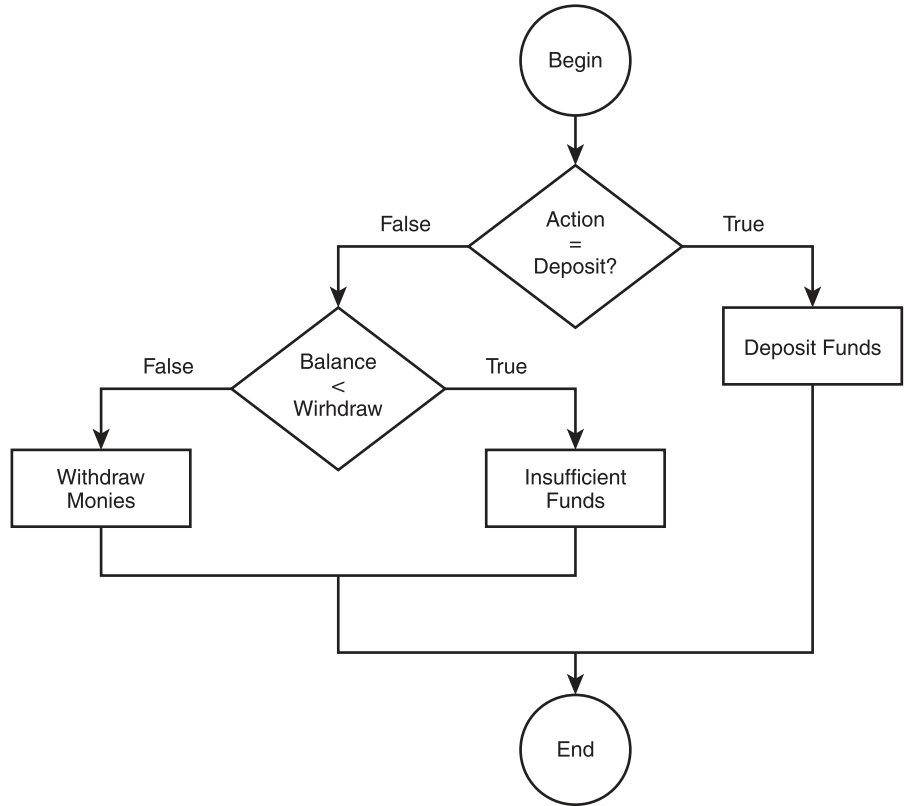 Begin
Action
=
Deposit?
False
True
Balance
<
Wirhdraw
False
True
Deposit Funds
Withdraw
Monies
Insufficient
Funds
End